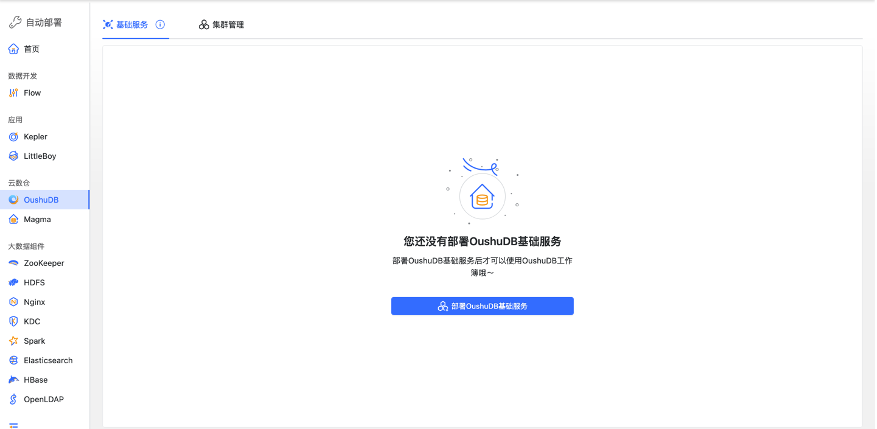 自动部署
首页
数据开发
Flow
应用
Kepler
LittleBoy
云数仓
OushuDB
Magma
大数据组件
ZooKeeper
HDFS
Nginx
KDC
Spark
Elasticsearch
HBase
OpenLDAP
基础服务 集群管理
您还没有部署OushuDB基础服务
部署OushuDB基础服务后才可以使用OushuDB工作
簿哦～
部署OushuDB基础服务